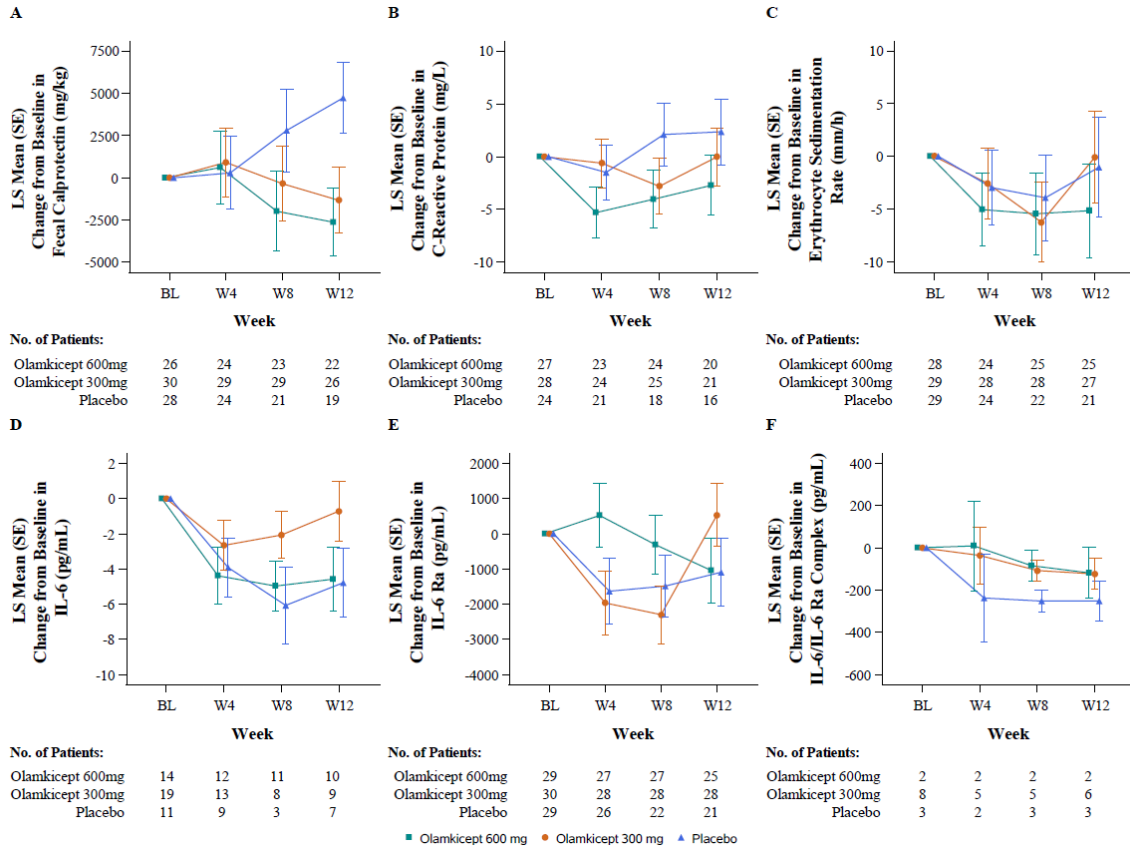 A
LS Mean (SE)
Change from Baseline in
Fecal Calprotectin (mg/kg)
7500
5000
2500
0
-2500
-5000
BL W4 W8 W12
Week
No. of Patients:
Olamkicept 600mg 26 24 23 22
Olamkicept 300mg 30 29 29 26
Placebo 28 24 21 19
B
LS Mean (SE)
Change from Baseline in
C-Reactive Protein (mg/L)
10
5
0
-5
-10
BL W4 W8 W12
Week
No. of Patients:
Olamkicept 600mg 27 23 24 20
Olamkicept 300mg 28 24 25 21
Placebo 24 21 18 16
C
LS Mean (SE)
Change from Baseline in
Erythrocyte Sedimentation
Rate (mm/h)
10
5
0
-5
-10
BL W4 W8 W12
Week
No. of Patients:
Olamkicept 600mg 28 24 25 25
Olamkicept 300mg 29 28 28 27
Placebo 29 24 22 21
D
LS Mean (SE)
Change from Baseline in
IL-6 (pg/mL)
2
0
-2
-4
-6
-8
-10
BL W4 W8 W12
Week
No. of Patients:
Olamkicept 600mg 14 12 11 10
Olamkicept 300mg 19 13 8 9
Placebo 11 9 3 7
E
LS Mean (SE)
Change from Baseline in
IL-6 Ra (pg/mL)
2000
1000
0
-1000
-2000
-3000
-4000
BL W4 W8 W12
Week
No. of Patients:
Olamkicept 600mg 29 27 27 25
Olamkicept 300mg 30 28 28 28
Placebo 29 26 22 21
F
LS Mean (SE)
Change from Baseline in
IL-6/IL-6 Ra Complex (pg/mL)
400
200
0
-200
-400
-600
BL W4 W8 W12
Week
No. of Patients:
Olamkicept 600mg 2 2 2 2
Olamkicept 300mg 8 5 5 6
Placebo 3 2 3 3
Olamkicept 600 mg Olamkicept 300 mg Placebo